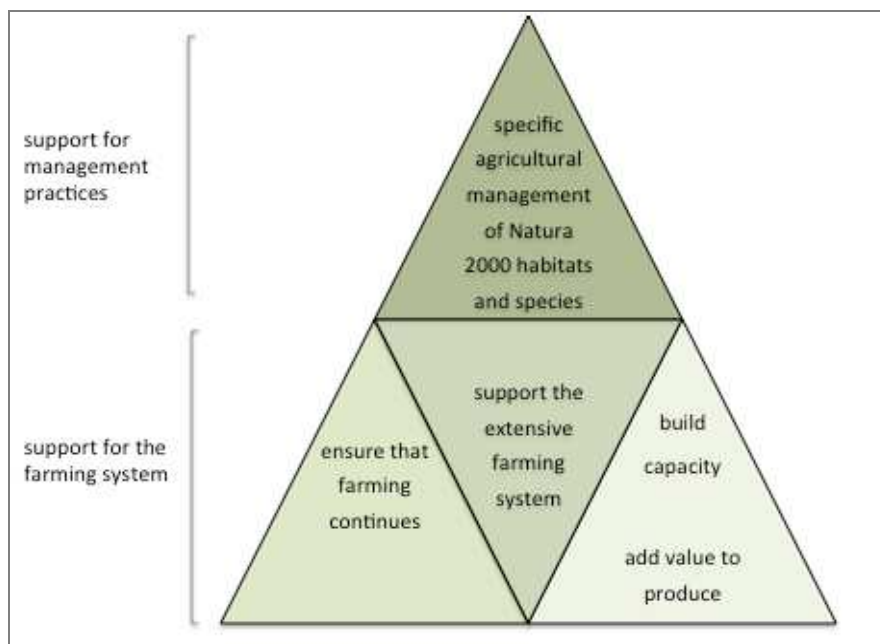 support for
management
practices
specific
agricultural
management
of Natura
2000 habitats
and species
support for the
farming system
ensure that
farming
continues
support the
extensive
farming
system
build
capacity
add value to
produce